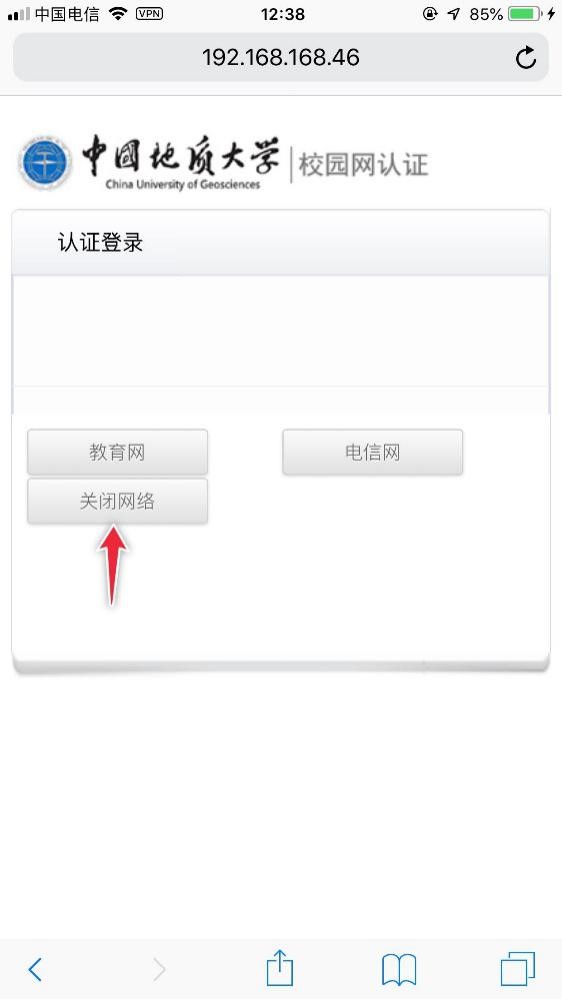 中国电信 VPN 12:38 85%
192.168.168.46
中國地质大学 校园网认证
China University of Geosciences
认证登录
教育网 电信网
关闭网络